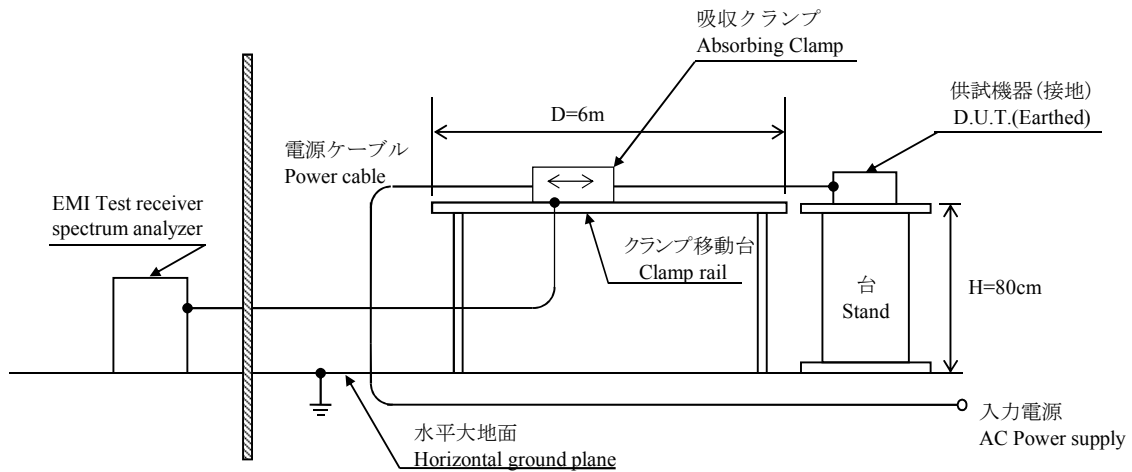 吸収クランプ
Absorbing Clamp
供試機器(接地)
D.U.T.(Earthed)
D=6m
電源ケーブル
Power cable
EMI Test receiver
spectrum analyzer
クランプ移動台
Clamp rail
台
Stand
H=80cm
入力電源
AC Power supply
水平大地面
Horizontal ground plane